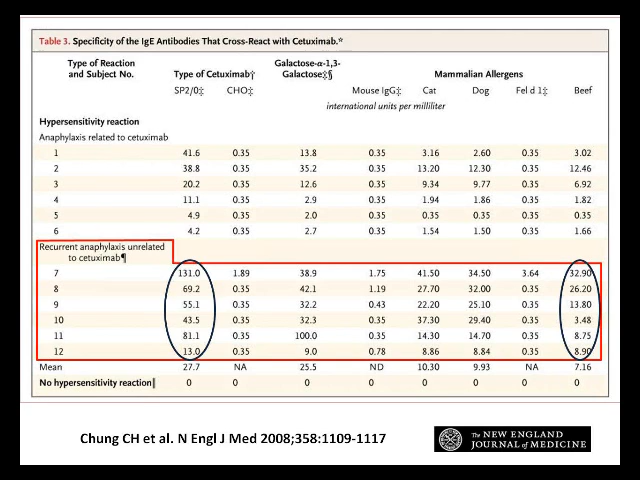 Table 3. Specificity of the IgE Antibodies That Cross-React with Cetuximab.*
Type of Reaction and Subject No. Type of Cetuximab† Galactose-α-1,3-Galactose‡§ Mammalian Allergens
SP2/0‡ CHO‡ Mouse IgG‡ Cat Dog Fel d 1‡ Beef
international units per milliliter
Hypersensitivity reaction
Anaphylaxis related to cetuximab
1 41.6 0.35 13.8 0.35 3.16 2.60 0.35 3.02
2 38.8 0.35 35.2 0.35 13.20 12.30 0.35 12.46
3 20.2 0.35 12.6 0.35 9.34 9.77 0.35 6.92
4 11.1 0.35 2.9 0.35 1.94 1.86 0.35 1.82
5 4.9 0.35 2.0 0.35 0.35 0.35 0.35 0.35
6 4.2 0.35 2.7 0.35 1.54 1.50 0.35 1.66
Recurrent anaphylaxis unrelated
to cetuximab¶
7 131.0 1.89 38.9 1.75 41.50 34.50 3.64 32.90
8 69.2 0.35 42.1 1.19 27.70 32.00 0.35 26.20
9 55.1 0.35 32.2 0.43 22.20 25.10 0.35 13.80
10 43.5 0.35 32.3 0.35 37.30 29.40 0.35 3.48
11 81.1 0.35 100.0 0.35 14.30 14.70 0.35 8.75
12 13.0 0.35 9.0 0.78 8.86 8.84 0.35 8.90
Mean 27.7 NA 25.5 ND 10.30 9.93 NA 7.16
No hypersensitivity reaction‖ 0 0 0 0 0 0 0 0
Chung CH et al. N Engl J Med 2008;358:1109-1117
The NEW ENGLAND
JOURNAL of MEDICINE